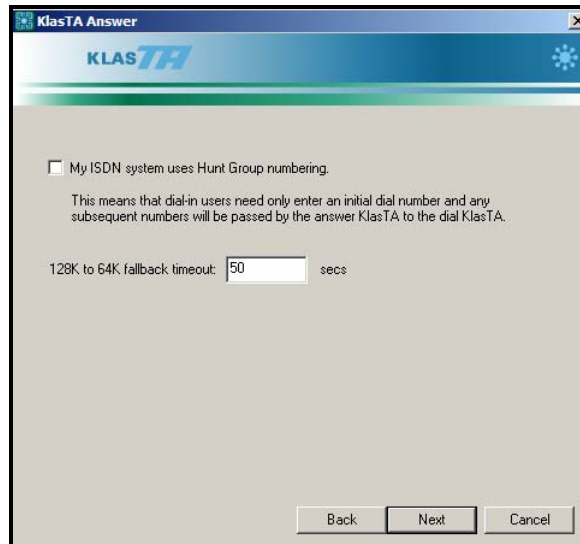 KlasTA Answer
KLAS TA
My ISDN system uses Hunt Group numbering.
This means that dial-in users need only enter an initial dial number and any
subsequent numbers will be passed by the answer KlasTA to the dial KlasTA.
128K to 64K fallback timeout: 50 secs
Back Next Cancel